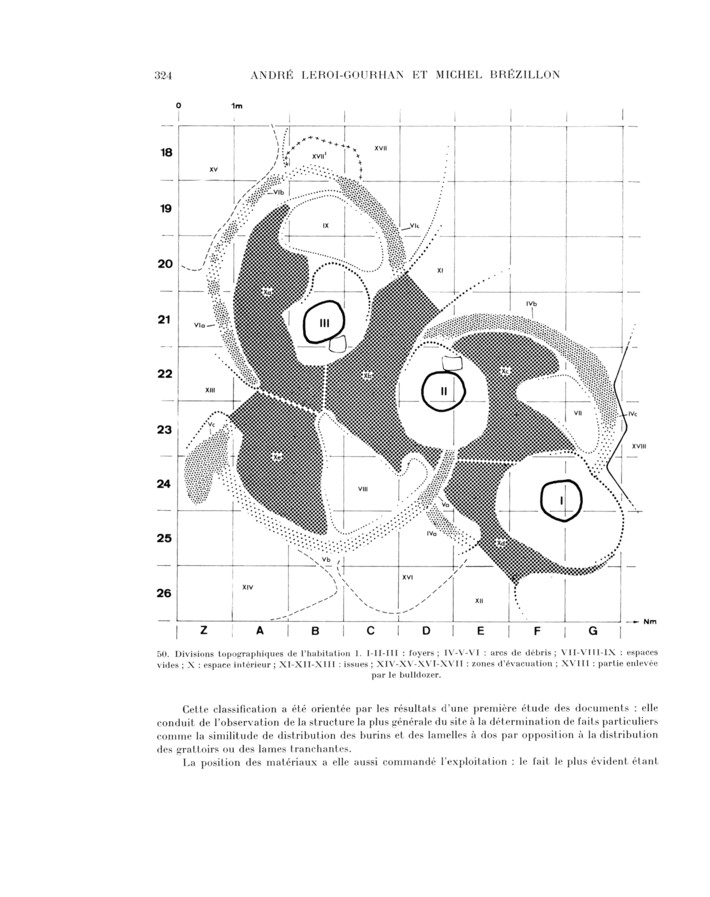 324
ANDRÉ LEROI-GOURHAN ET MICHEL BRÉZILLON
0 1m
18
XVII
XVII¹
XV
VIb
19
IX
VIc
20
XI
IVb
21
III
VIa
22
II
XIII
VII
IVc
23
Vc
XVIII
24
VIII
I
Va
IVa
25
Vb
XVI
XIV
26
XII
Nm
Z A B C D E F G
50. Divisions topographiques de l'habitation 1. I-II-III : foyers ; IV-V-VI : arcs de débris ; VII-VIII-IX : espaces
vides ; X : espace intérieur ; XI-XII-XIII : issues ; XIV-XV-XVI-XVII : zones d'évacuation ; XVIII : partie enlevée
par le bulldozer.
Cette classification a été orientée par les résultats d'une première étude des documents ; elle
conduit de l'observation de la structure la plus générale du site à la détermination de faits particuliers
comme la similitude de distribution des burins et des lamelles à dos par opposition à la distribution
des grattoirs ou des lames tranchantes.
La position des matériaux a elle aussi commandé l'exploitation : le fait le plus évident étant